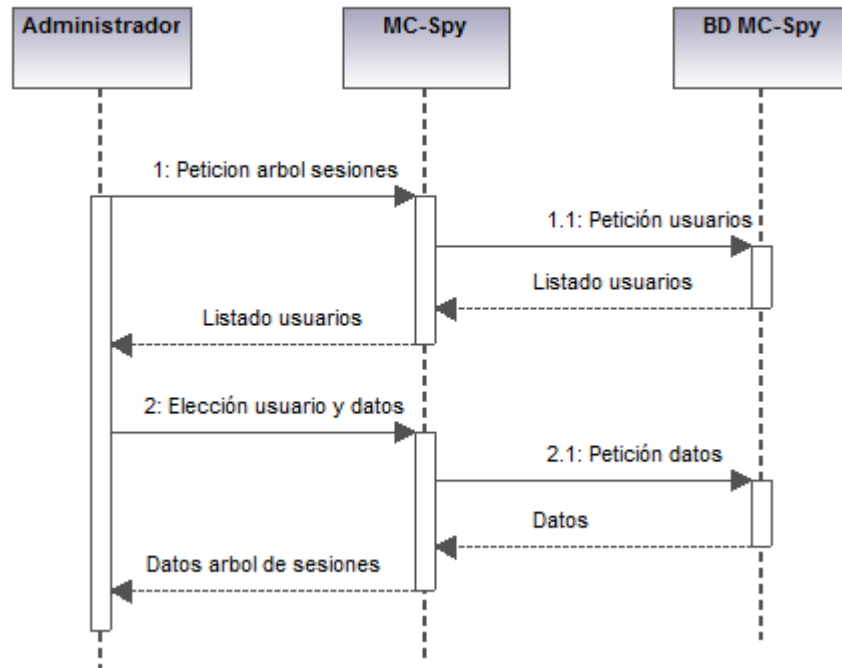 Administrador
MC-Spy
BD MC-Spy
1: Peticion arbol sesiones
1.1: Petición usuarios
Listado usuarios
Listado usuarios
2: Elección usuario y datos
2.1: Petición datos
Datos
Datos arbol de sesiones